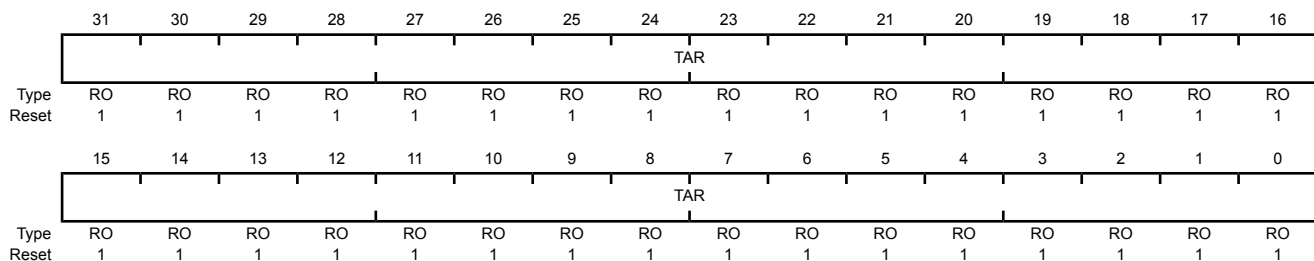 31 30 29 28 27 26 25 24 23 22 21 20 19 18 17 16
TAR
Type RO RO RO RO RO RO RO RO RO RO RO RO RO RO RO RO
Reset 1 1 1 1 1 1 1 1 1 1 1 1 1 1 1 1
15 14 13 12 11 10 9 8 7 6 5 4 3 2 1 0
TAR
Type RO RO RO RO RO RO RO RO RO RO RO RO RO RO RO RO
Reset 1 1 1 1 1 1 1 1 1 1 1 1 1 1 1 1